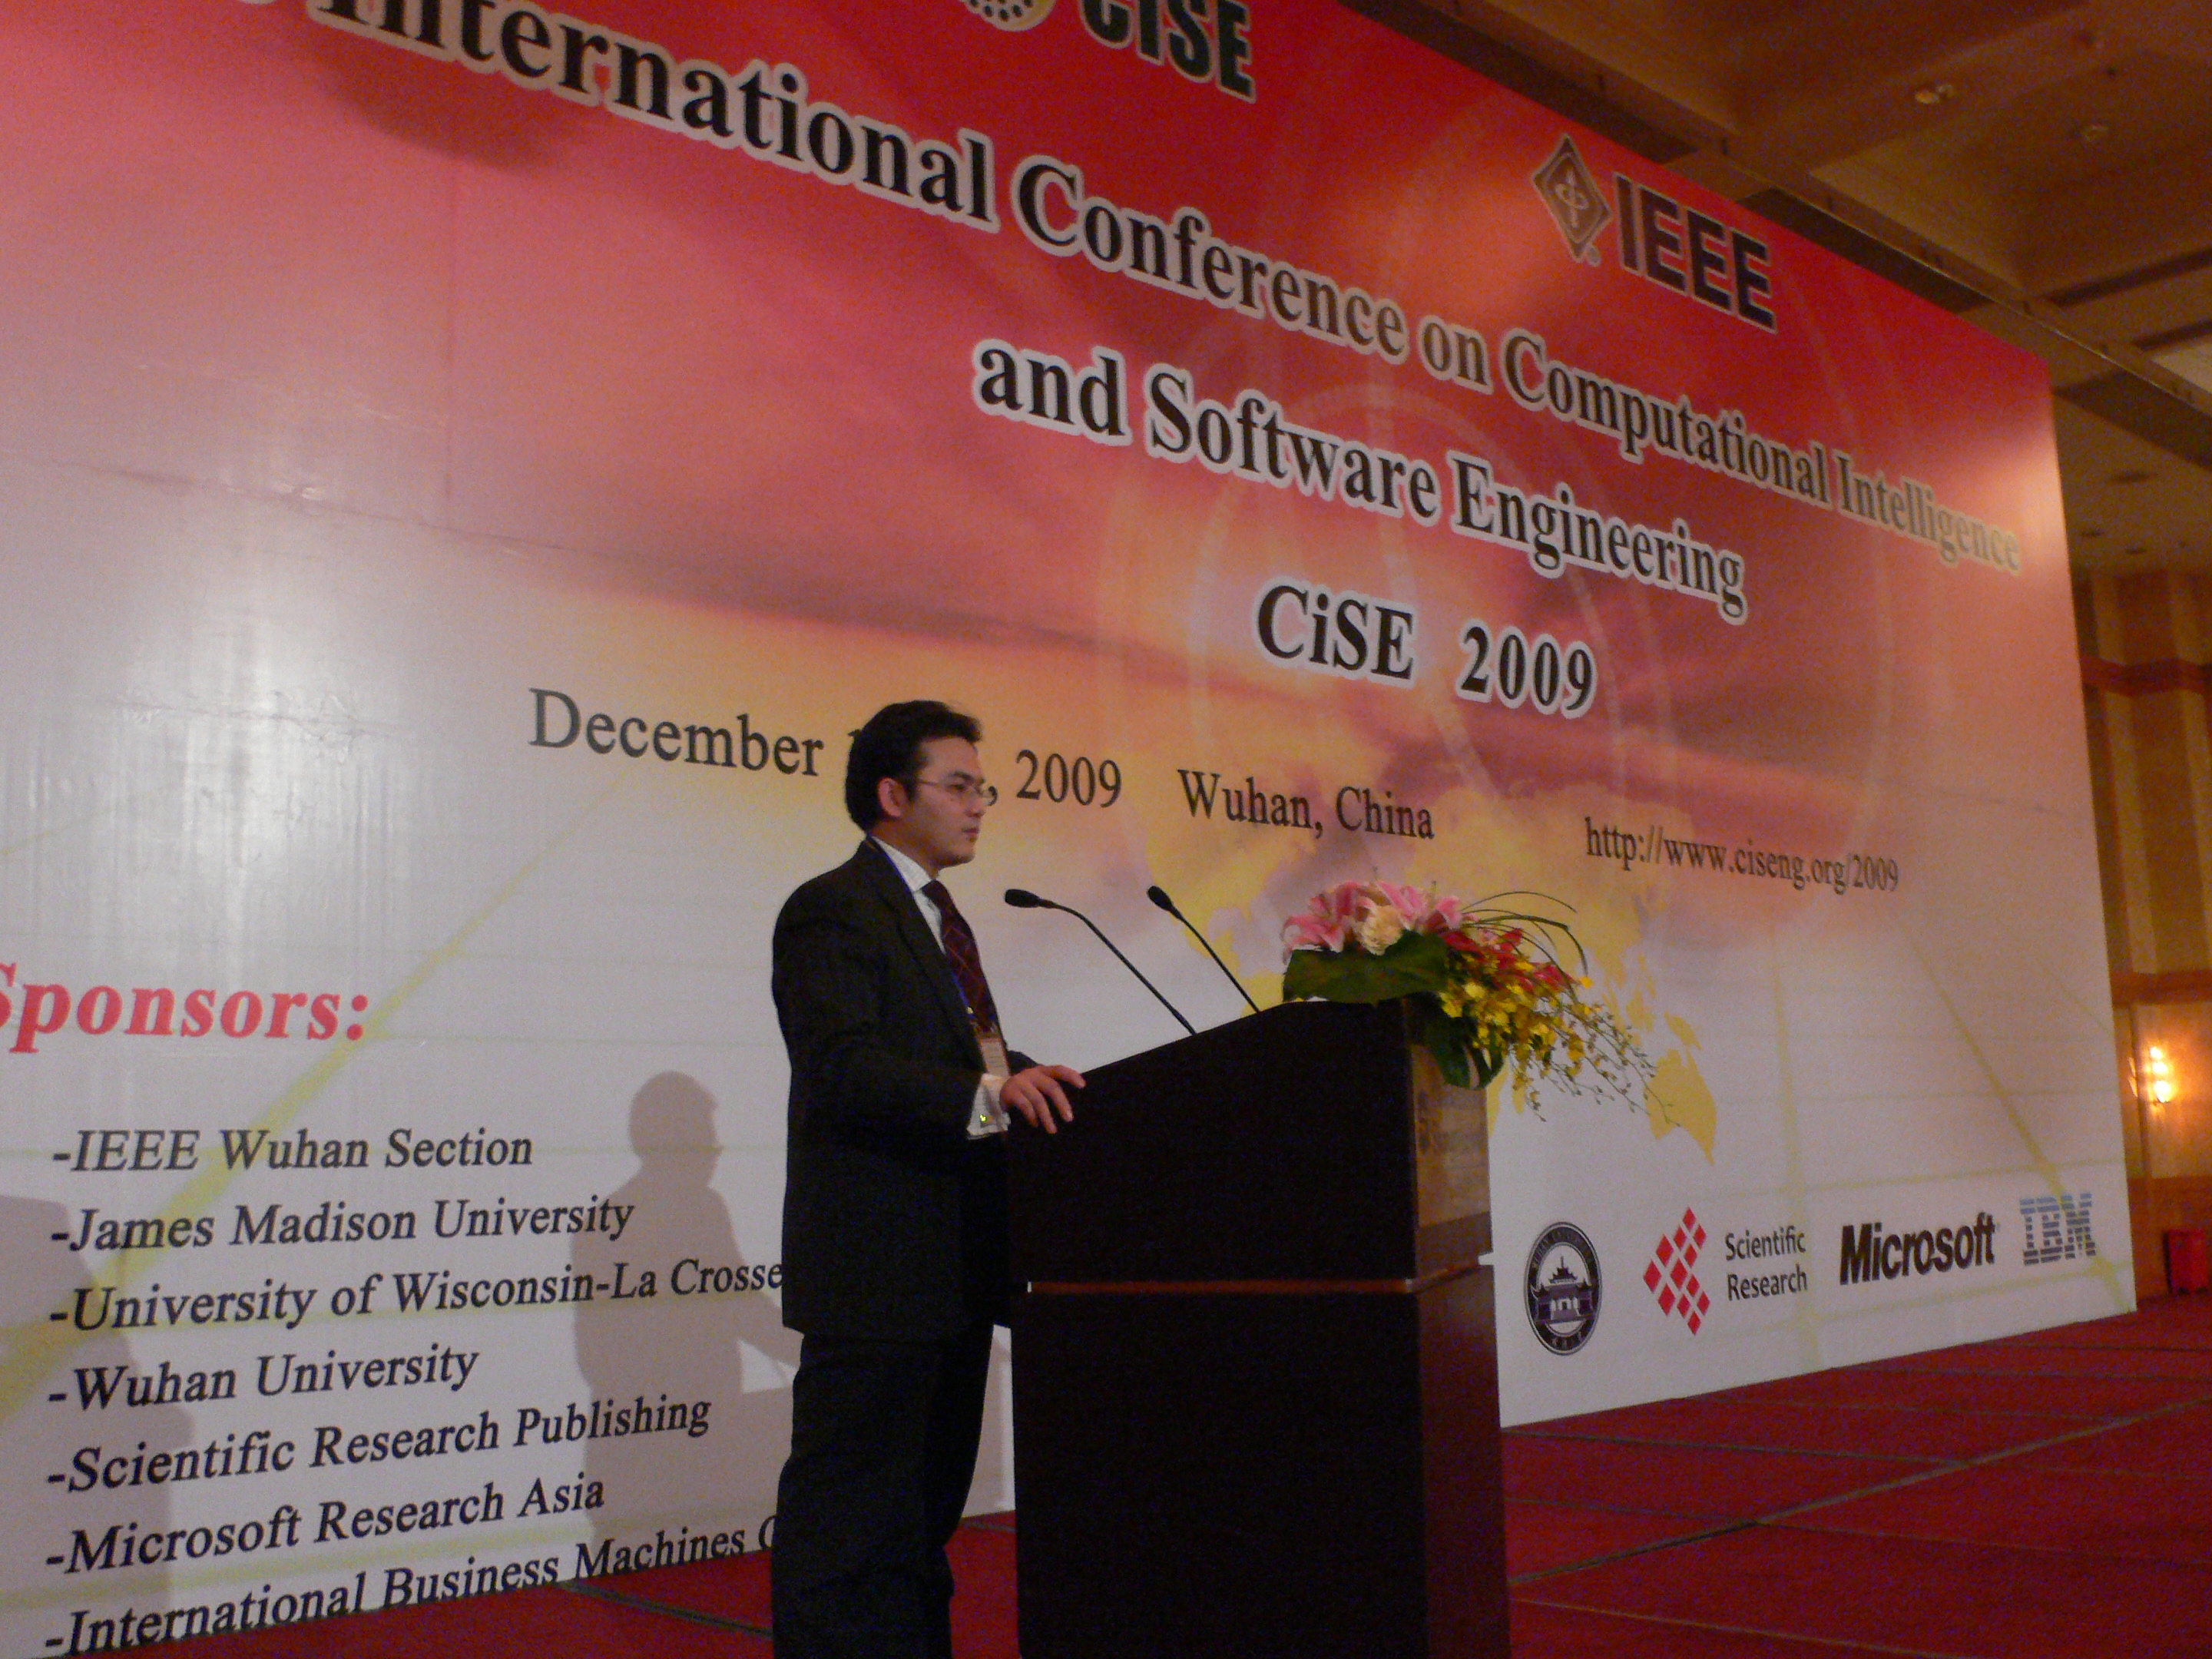 CISE
IEEE
International Conference on Computational Intelligence
and Software Engineering
CiSE 2009
December , 2009 Wuhan, China http://www.ciseng.org/2009
Sponsors:
-IEEE Wuhan Section
-James Madison University
-University of Wisconsin-La Crosse
-Wuhan University
-Scientific Research Publishing
-Microsoft Research Asia
-International Business Machines
Scientific
Research
Microsoft
IBM